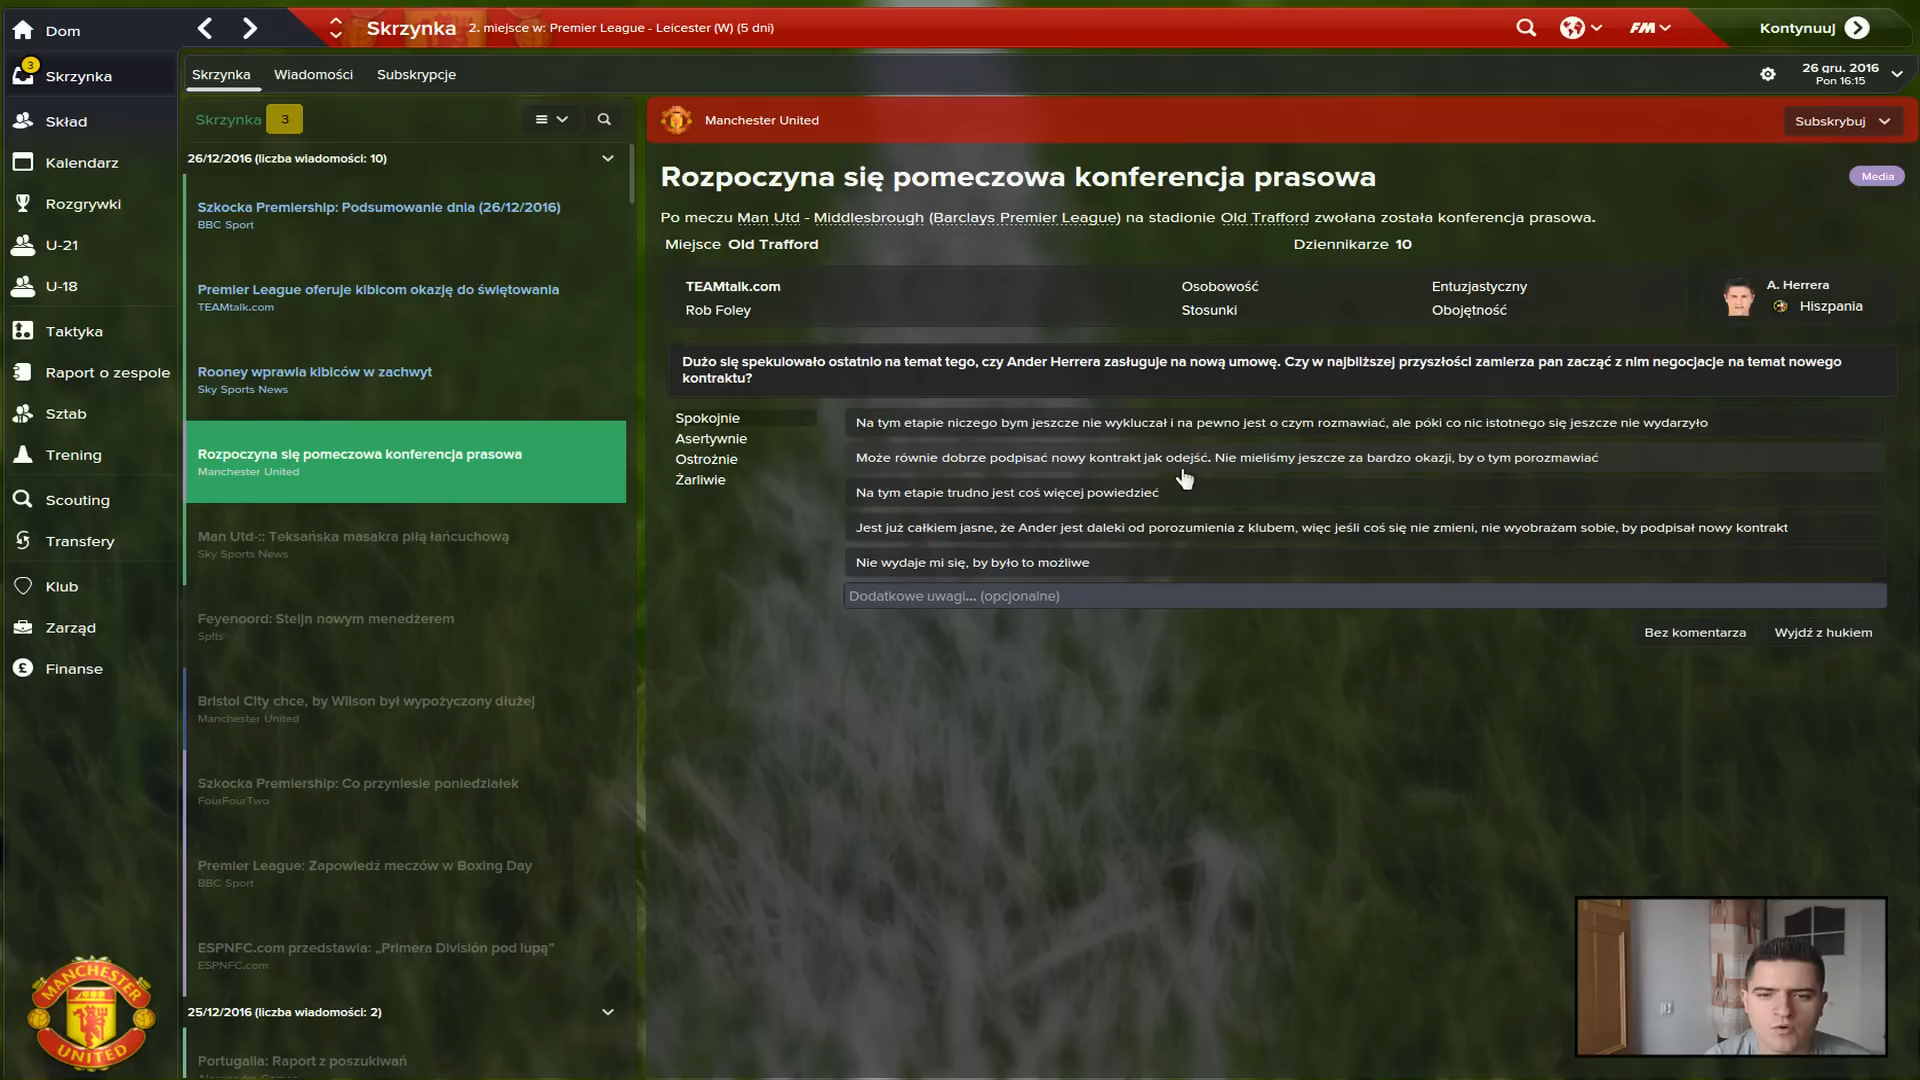 Dom
Skrzynka
2. miejsce w: Premier League - Leicester (W) (5 dni)
FM
Kontynuuj
3
Skrzynka
Skrzynka
Wiadomości
Subskrypcje
26 gru. 2016
Pon 16:15
Skład
Kalendarz
Rozgrywki
U-21
U-18
Taktyka
Raport o zespole
Sztab
Trening
Scouting
Transfery
Klub
Zarząd
Finanse
MANCHESTER
UNITED
Skrzynka 3
26/12/2016 (liczba wiadomości: 10)
Szkocka Premiership: Podsumowanie dnia (26/12/2016)
BBC Sport
Premier League oferuje kibicom okazję do świętowania
TEAMtalk.com
Rooney wprawia kibiców w zachwyt
Sky Sports News
Rozpoczyna się pomeczowa konferencja prasowa
Manchester United
Man Utd-:: Teksańska masakra piłą łańcuchową
Sky Sports News
Feyenoord: Steijn nowym menedżerem
Sp!ts
Bristol City chce, by Wilson był wypożyczony dłużej
Manchester United
Szkocka Premiership: Co przyniesie poniedziałek
FourFourTwo
Premier League: Zapowiedź meczów w Boxing Day
BBC Sport
ESPNFC.com przedstawia: „Primera División pod lupą”
ESPNFC.com
25/12/2016 (liczba wiadomości: 2)
Portugalia: Raport z poszukiwań
Manchester United
Subskrybuj
Rozpoczyna się pomeczowa konferencja prasowa
Media
Po meczu Man Utd - Middlesbrough (Barclays Premier League) na stadionie Old Trafford zwołana została konferencja prasowa.
Miejsce Old Trafford
Dziennikarze 10
TEAMtalk.com
Osobowość
Entuzjastyczny
A. Herrera
Rob Foley
Stosunki
Obojętność
Hiszpania
Dużo się spekulowało ostatnio na temat tego, czy Ander Herrera zasługuje na nową umowę. Czy w najbliższej przyszłości zamierza pan zacząć z nim negocjacje na temat nowego
kontraktu?
Spokojnie
Asertywnie
Ostrożnie
Żarliwie
Na tym etapie niczego bym jeszcze nie wykluczał i na pewno jest o czym rozmawiać, ale póki co nic istotnego się jeszcze nie wydarzyło
Może równie dobrze podpisać nowy kontrakt jak odejść. Nie mieliśmy jeszcze za bardzo okazji, by o tym porozmawiać
Na tym etapie trudno jest coś więcej powiedzieć
Jest już całkiem jasne, że Ander jest daleki od porozumienia z klubem, więc jeśli coś się nie zmieni, nie wyobrażam sobie, by podpisał nowy kontrakt
Nie wydaje mi się, by było to możliwe
Dodatkowe uwagi... (opcjonalne)
Bez komentarza
Wyjdź z hukiem